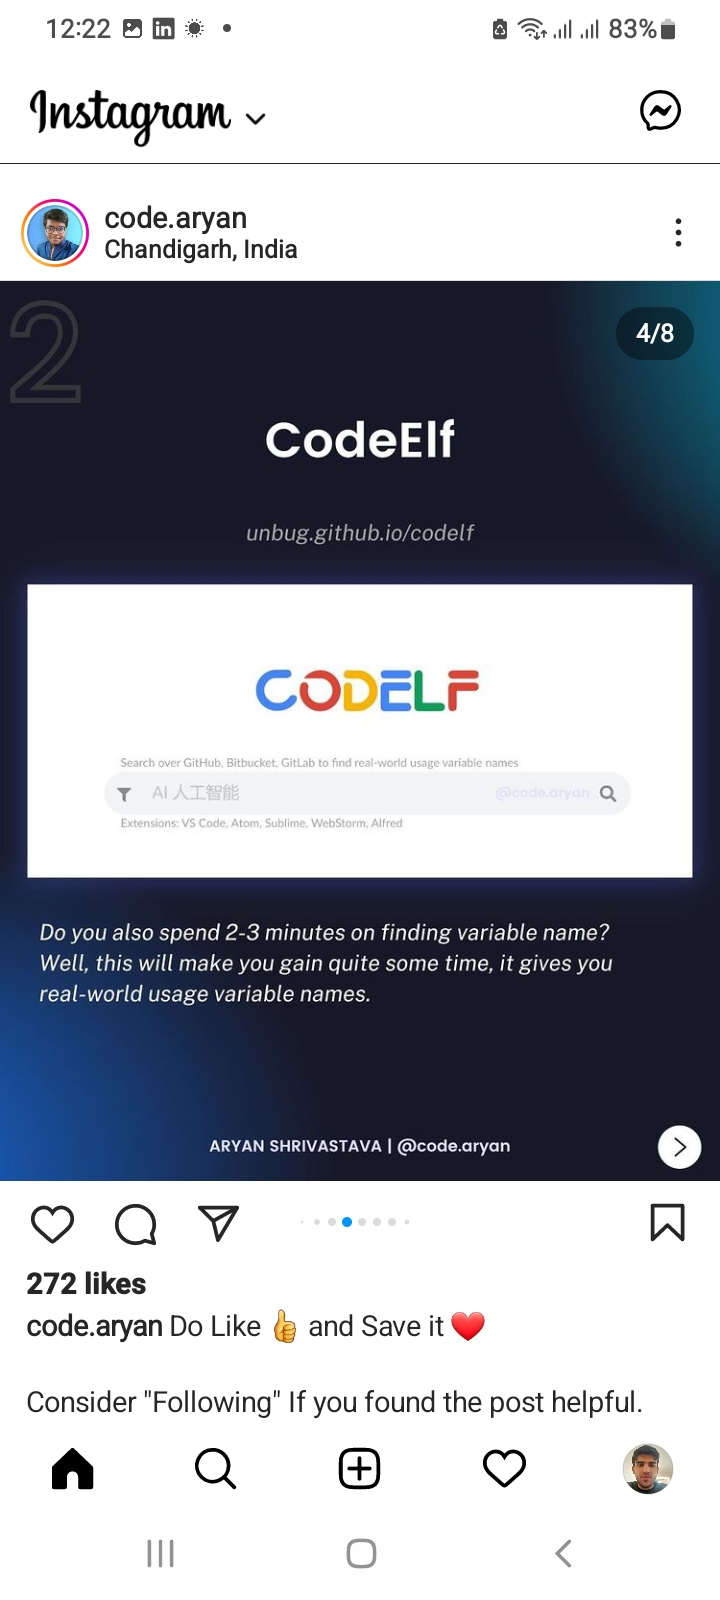 12:22
83%
Instagram
code.aryan
Chandigarh, India
2
4/8
CodeElf
unbug.github.io/codelf
CODELF
Search over GitHub, Bitbucket, GitLab to find real-world usage variable names
AI 人工智能
@code.aryan
Extensions: VS Code, Atom, Sublime, WebStorm, Alfred
Do you also spend 2-3 minutes on finding variable name?
Well, this will make you gain quite some time, it gives you
real-world usage variable names.
ARYAN SHRIVASTAVA | @code.aryan
272 likes
code.aryan Do Like 👍 and Save it ❤️
Consider "Following" If you found the post helpful.